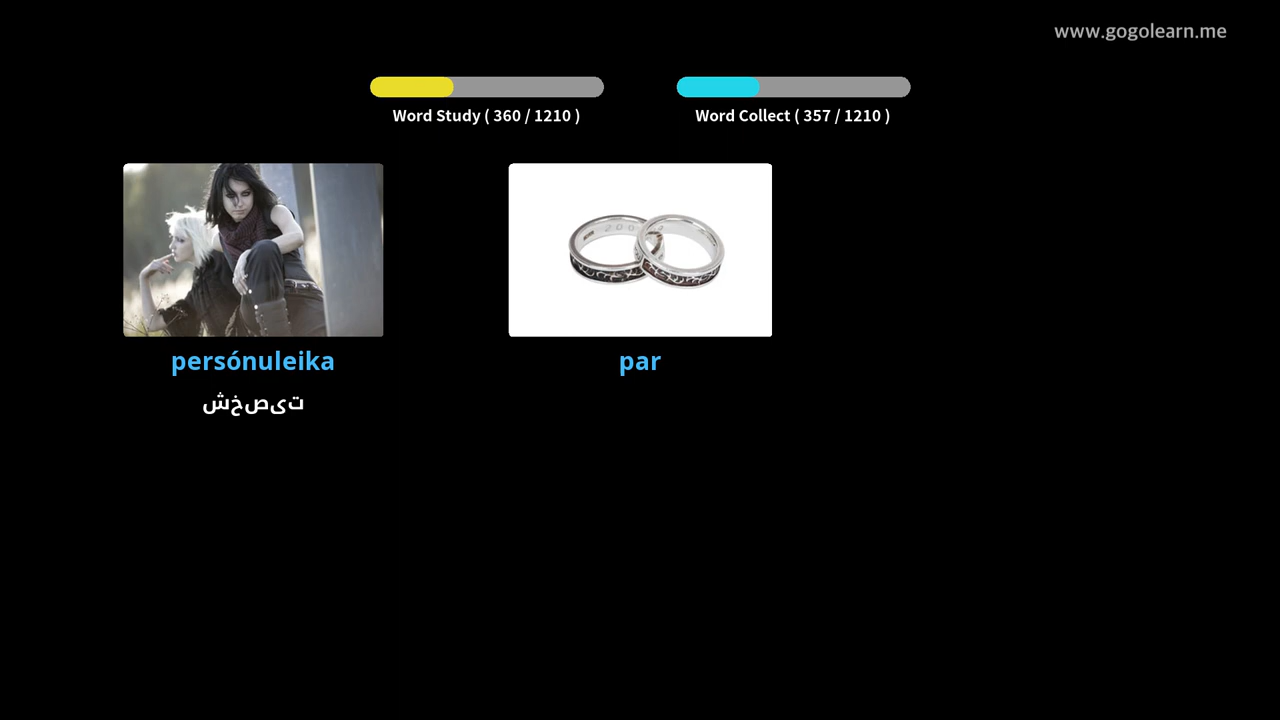 www.gogolearn.me
Word Study ( 360 / 1210 )
Word Collect ( 357 / 1210 )
persónuleika
شخصیت
par